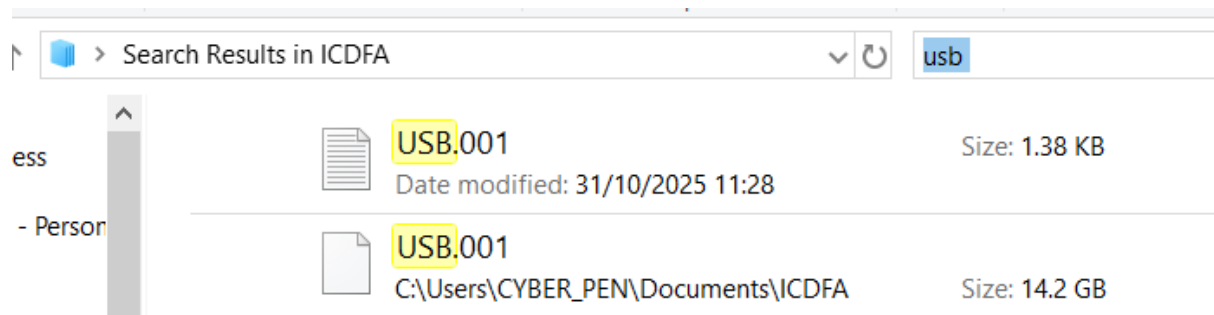 Search Results in ICDFA
usb
ess
USB.001
Size: 1.38 KB
Date modified: 31/10/2025 11:28
- Person
USB.001
C:\Users\CYBER_PEN\Documents\ICDFA
Size: 14.2 GB